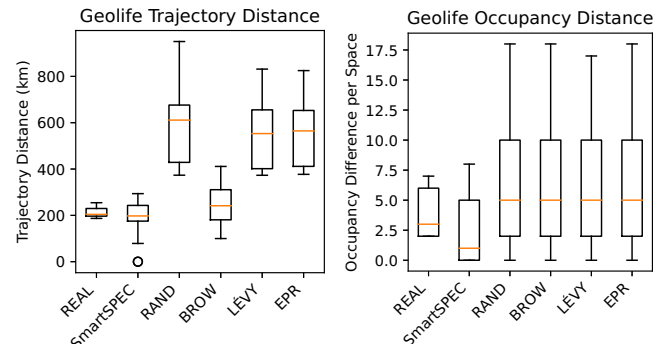 Geolife Trajectory Distance
Trajectory Distance (km)
800
600
400
200
0
REAL
SmartSPEC
RAND
BROW
LÉVY
EPR
Geolife Occupancy Distance
Occupancy Difference per Space
17.5
15.0
12.5
10.0
7.5
5.0
2.5
0.0
REAL
SmartSPEC
RAND
BROW
LÉVY
EPR